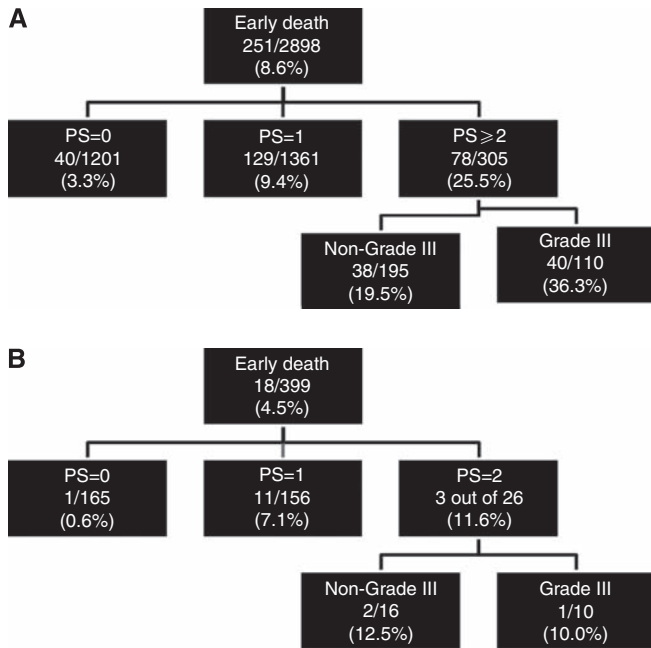 A
Early death
251/2898
(8.6%)
PS=0
40/1201
(3.3%)
PS=1
129/1361
(9.4%)
PS⩾2
78/305
(25.5%)
Non-Grade III
38/195
(19.5%)
Grade III
40/110
(36.3%)
B
Early death
18/399
(4.5%)
PS=0
1/165
(0.6%)
PS=1
11/156
(7.1%)
PS=2
3 out of 26
(11.6%)
Non-Grade III
2/16
(12.5%)
Grade III
1/10
(10.0%)